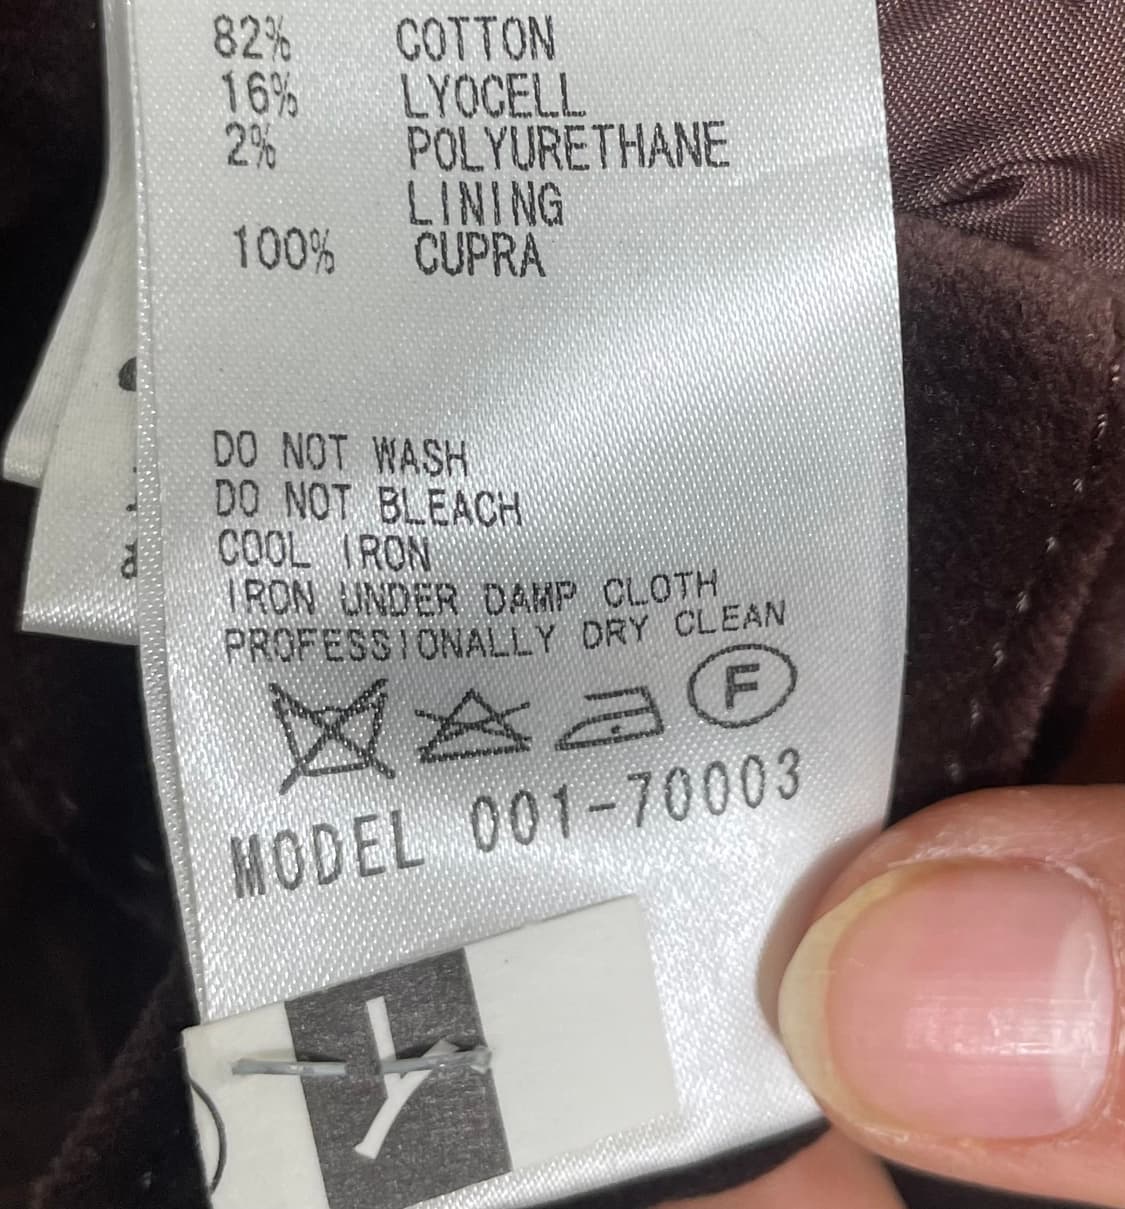 82% COTTON
16% LYOCELL
2% POLYURETHANE
LINING
100% CUPRA
DO NOT WASH
DO NOT BLEACH
COOL IRON
IRON UNDER DAMP CLOTH
PROFESSIONALLY DRY CLEAN
F
MODEL 001-70003